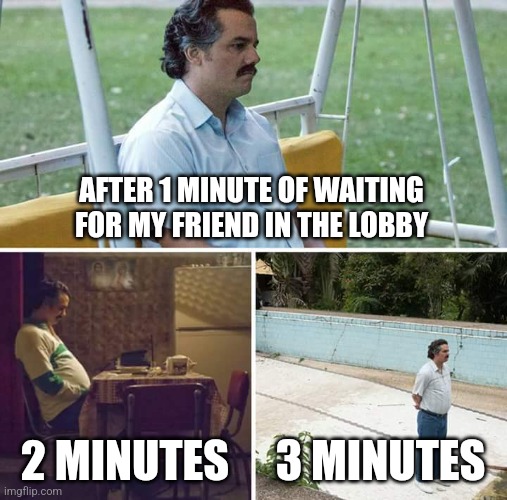 AFTER 1 MINUTE OF WAITING
FOR MY FRIEND IN THE LOBBY
2 MINUTES
3 MINUTES
imgflip.com